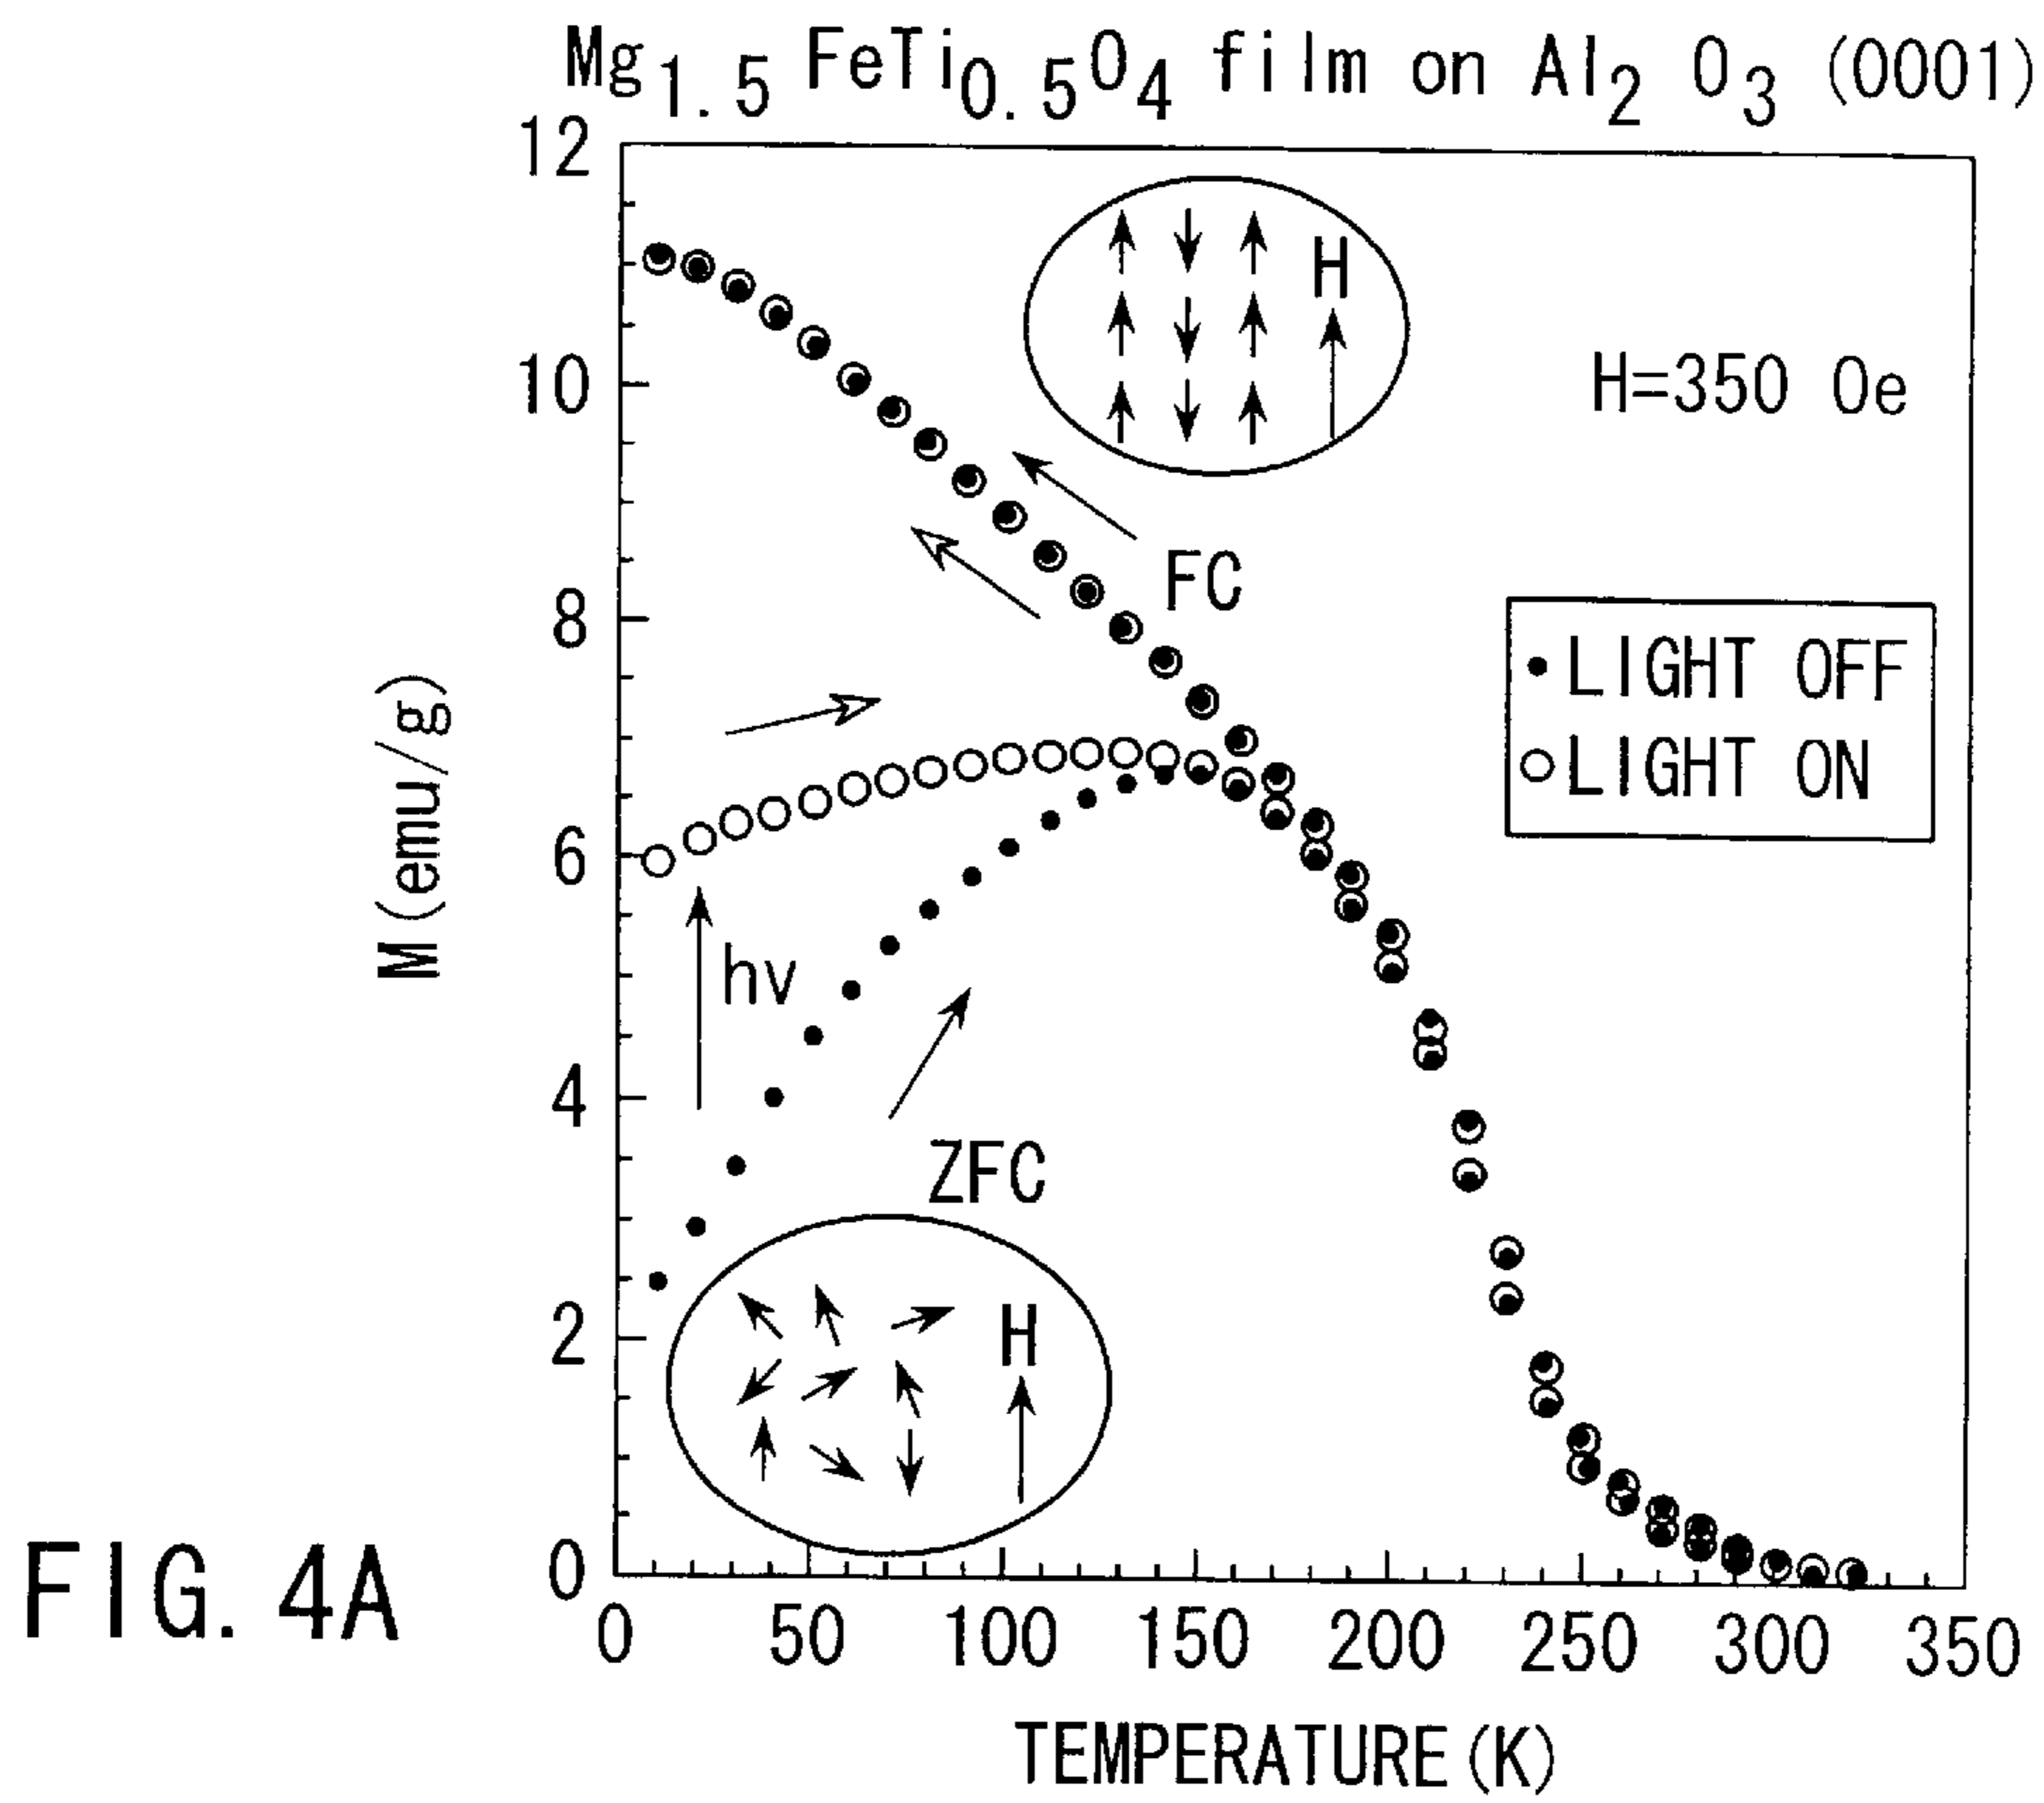 Mg1.5 FeTi0.5O4 film on Al2 O3 (0001)
12
10
8
6
4
2
0
M(emu/g)
H
H=350 Oe
FC
LIGHT OFF
LIGHT ON
hν
ZFC
H
FIG. 4A
0 50 100 150 200 250 300 350
TEMPERATURE(K)